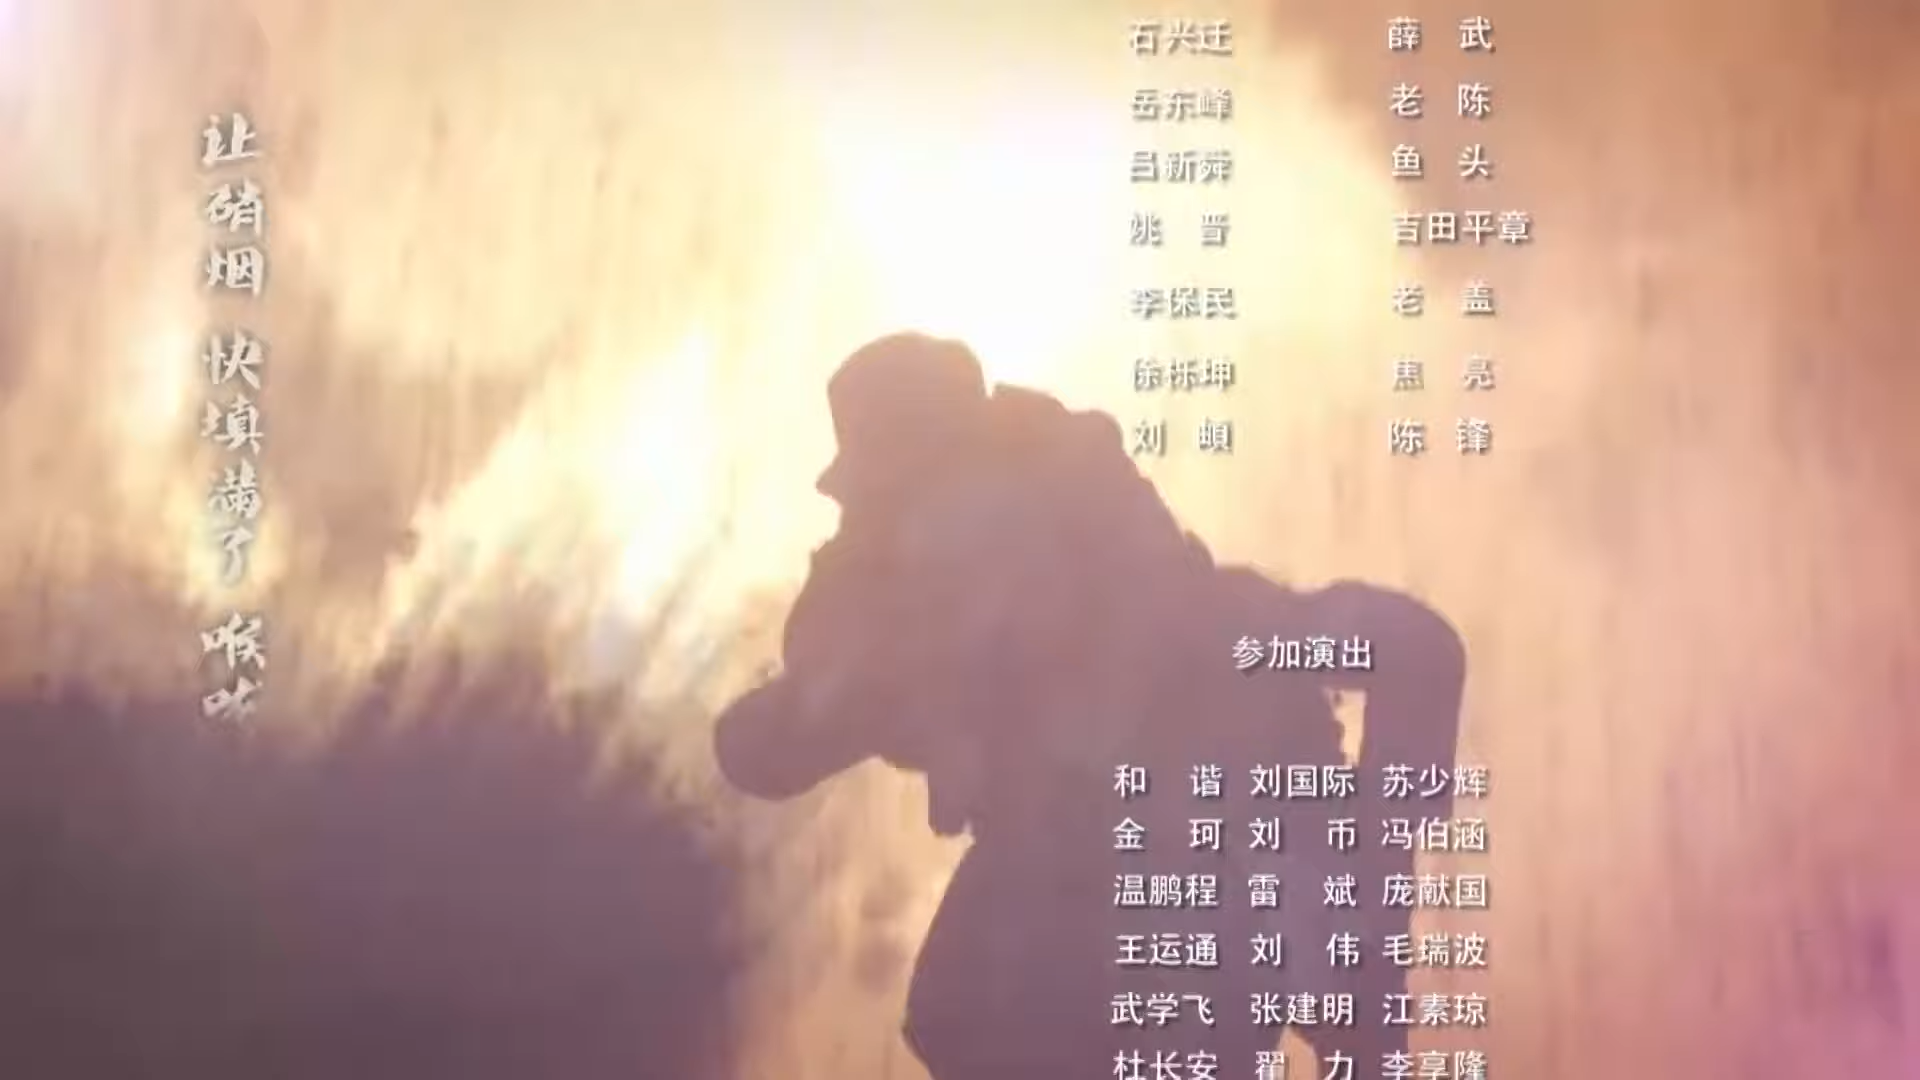 让硝烟 快填满了 喉咙
石兴迁 薛 武
岳东峰 老 陈
吕新舜 鱼 头
姚 晋 吉田平章
李保民 老 盖
徐栎坤 焦 亮
刘 頔 陈 锋
参加演出
和 谐 刘国际 苏少辉
金 珂 刘 币 冯伯涵
温鹏程 雷 斌 庞献国
王运通 刘 伟 毛瑞波
武学飞 张建明 江素琼
杜长安 翟 力 李享隆